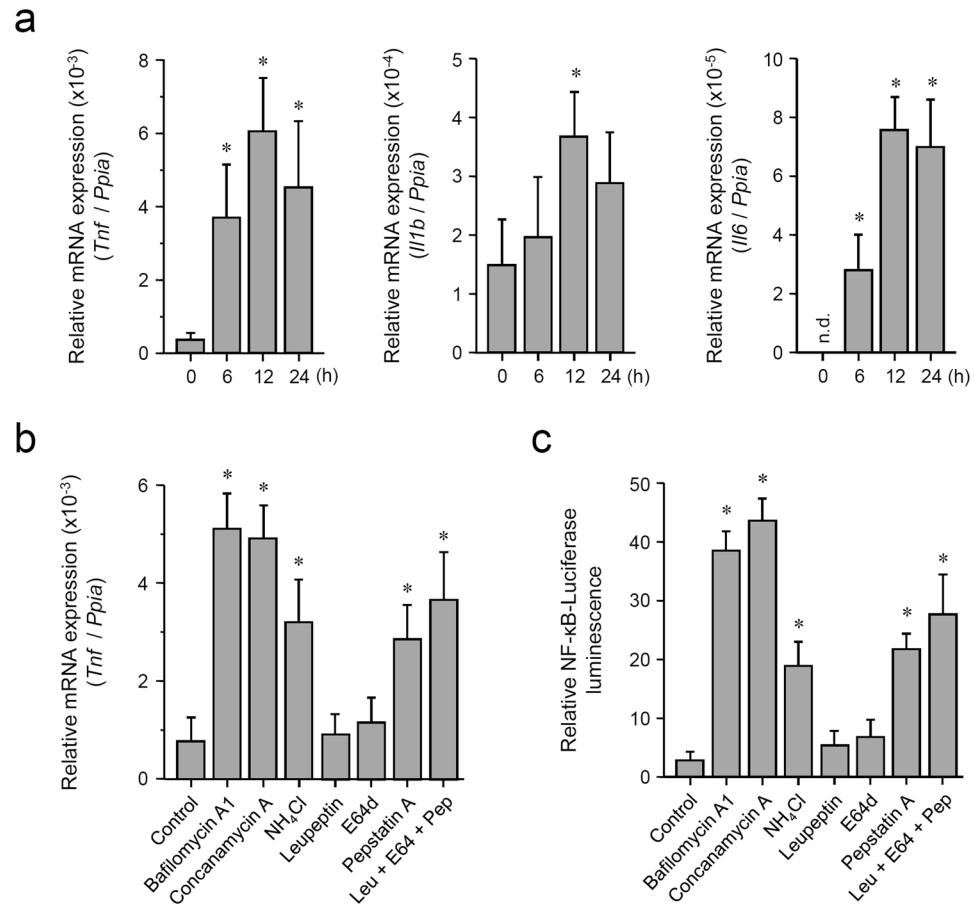 a
Relative mRNA expression (x10⁻³)
(Tnf / Ppia)
8
6
4
2
0
*
*
*
0 6 12 24 (h)
Relative mRNA expression (x10⁻⁴)
(Il1b / Ppia)
5
4
3
2
1
0
*
0 6 12 24 (h)
Relative mRNA expression (x10⁻⁵)
(Il6 / Ppia)
10
8
6
4
2
0
n.d.
*
*
*
0 6 12 24 (h)
b
Relative mRNA expression (x10⁻³)
(Tnf / Ppia)
6
4
2
0
*
*
*
*
*
Control
Bafilomycin A1
Concanamycin A
NH₄Cl
Leupeptin
E64d
Pepstatin A
Leu + E64 + Pep
c
Relative NF-κB-Luciferase
luminescence
50
40
30
20
10
0
*
*
*
*
*
Control
Bafilomycin A1
Concanamycin A
NH₄Cl
Leupeptin
E64d
Pepstatin A
Leu + E64 + Pep